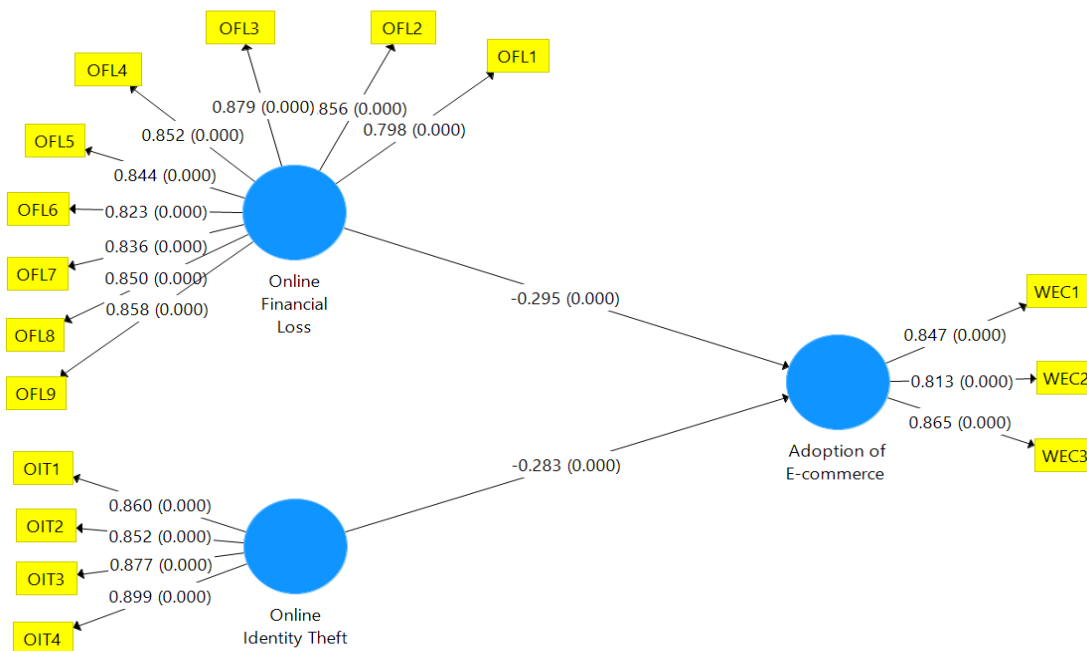 OFL3
OFL2
OFL1
OFL4
0.879 (0.000)
.856 (0.000)
0.798 (0.000)
0.852 (0.000)
OFL5
0.844 (0.000)
OFL6
0.823 (0.000)
0.836 (0.000)
OFL7
0.850 (0.000)
0.858 (0.000)
OFL8
OFL9
Online
Financial
Loss
-0.295 (0.000)
WEC1
0.847 (0.000)
WEC2
0.813 (0.000)
0.865 (0.000)
WEC3
Adoption of
E-commerce
-0.283 (0.000)
OIT1
0.860 (0.000)
OIT2
0.852 (0.000)
0.877 (0.000)
OIT3
0.899 (0.000)
OIT4
Online
Identity Theft